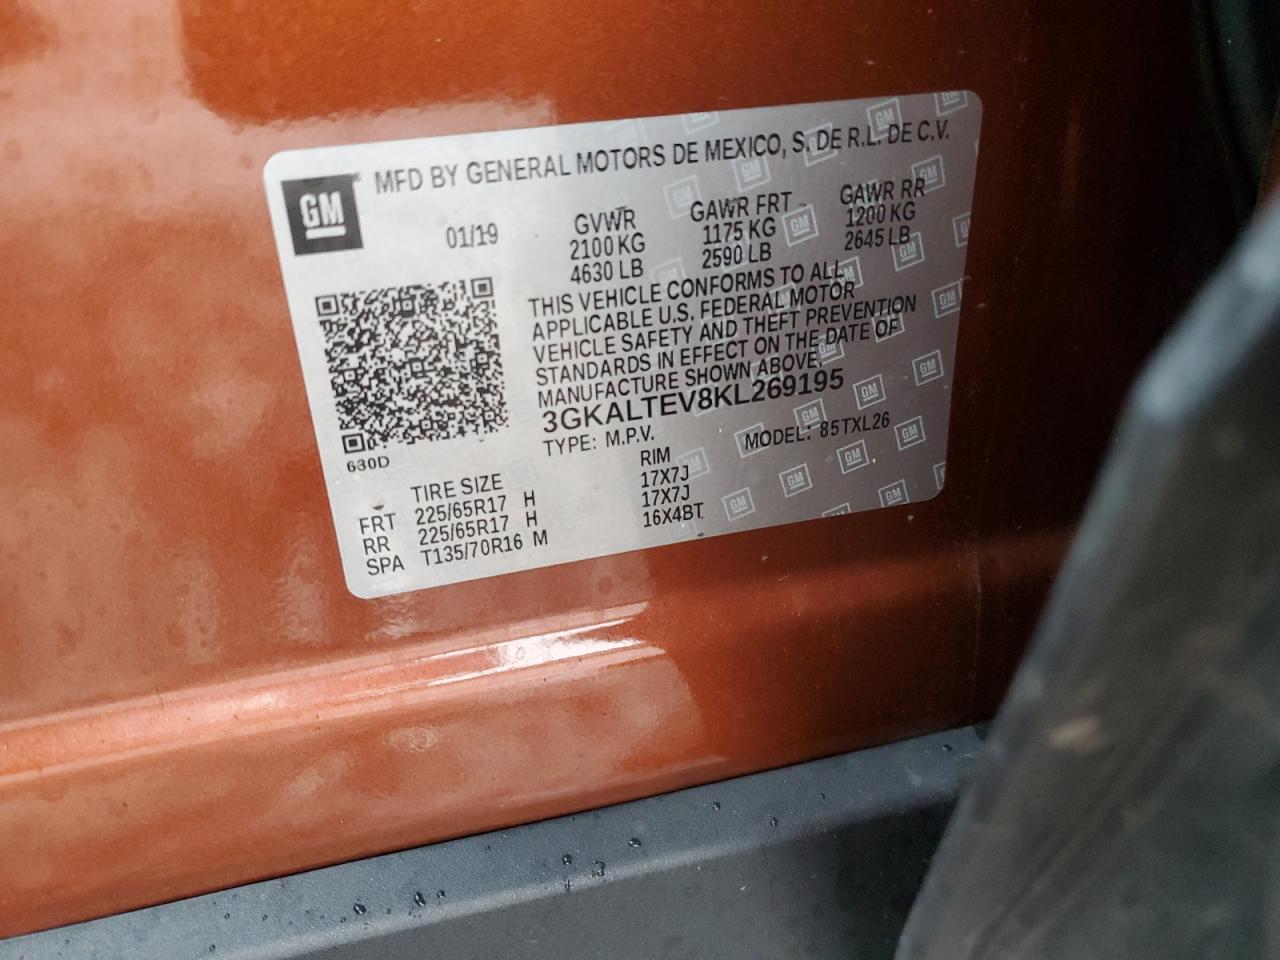 GM
MFD BY GENERAL MOTORS DE MEXICO, S. DE R.L. DE C.V.
01/19
GVWR GAWR FRT GAWR RR
2100 KG 1175 KG 1200 KG
4630 LB 2590 LB 2645 LB
THIS VEHICLE CONFORMS TO ALL
APPLICABLE U.S. FEDERAL MOTOR
VEHICLE SAFETY AND THEFT PREVENTION
STANDARDS IN EFFECT ON THE DATE OF
MANUFACTURE SHOWN ABOVE.
3GKALTEV8KL269195
TYPE: M.P.V. MODEL: 85TXL26
630D
TIRE SIZE RIM
FRT 225/65R17 H 17X7J
RR 225/65R17 H 17X7J
SPA T135/70R16 M 16X4BT